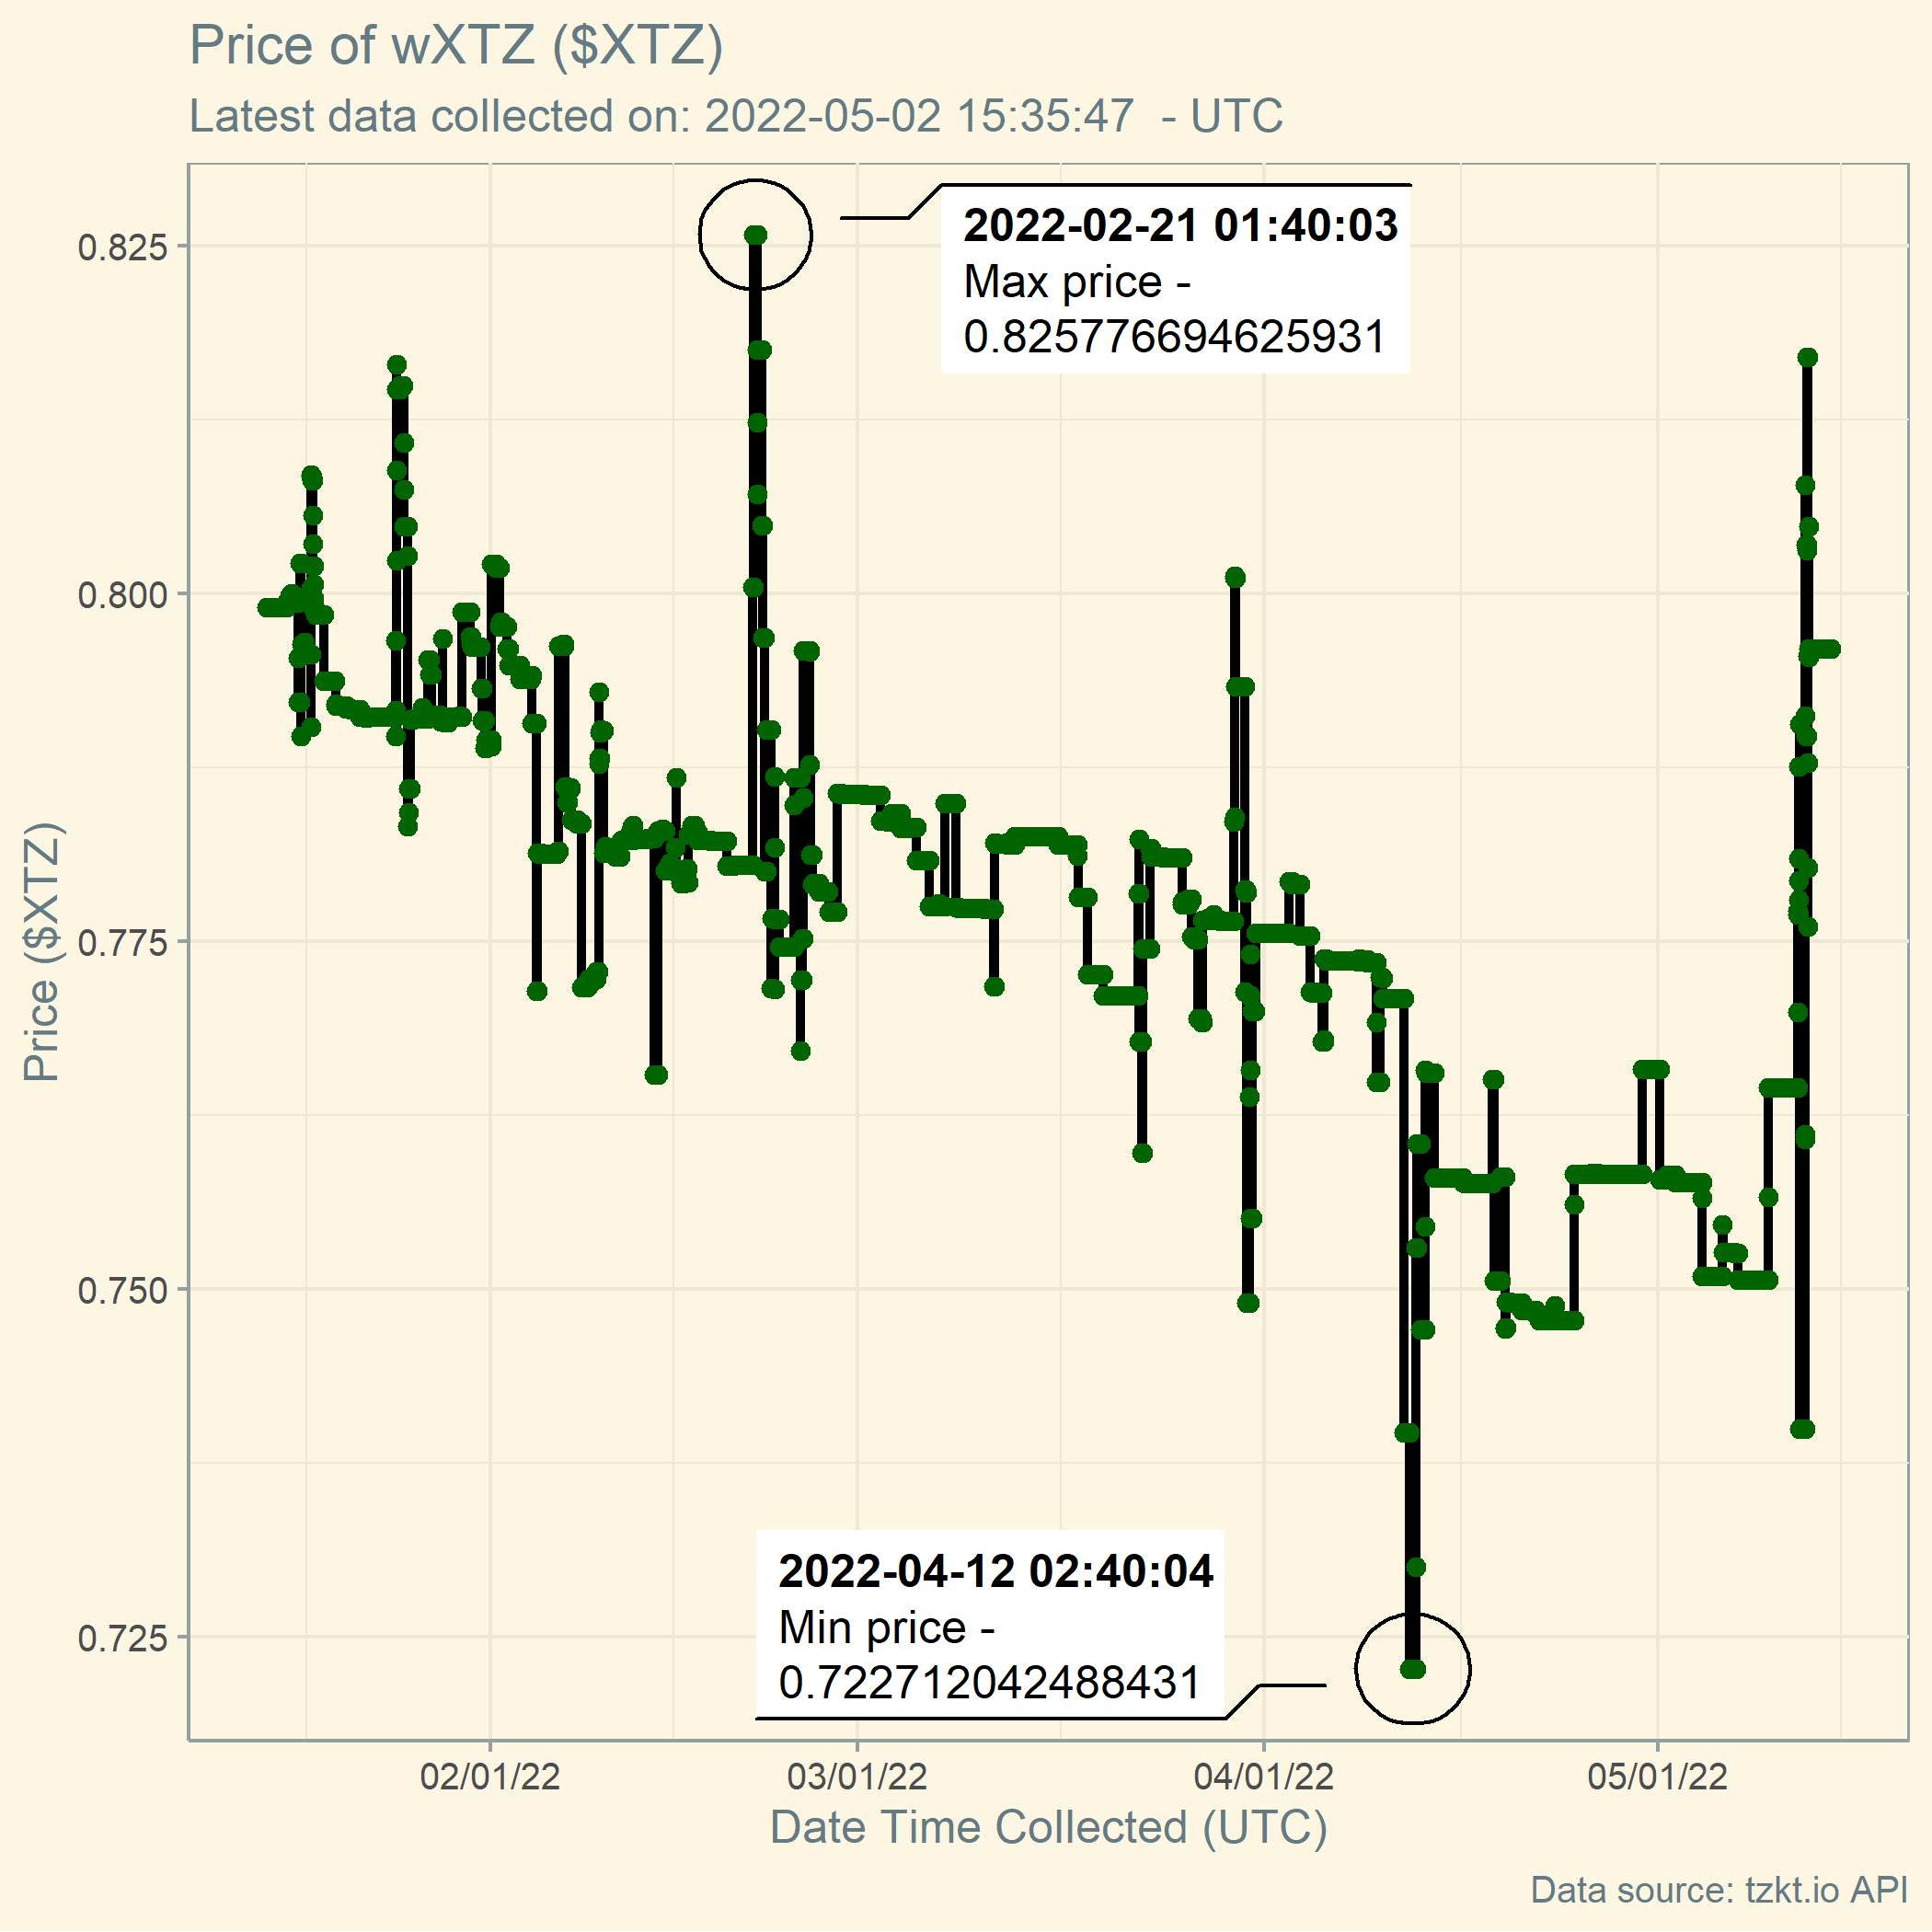 Price of wXTZ ($XTZ)
Latest data collected on: 2022-05-02 15:35:47  - UTC
2022-02-21 01:40:03
Max price -
0.825776694625931
0.825
0.800
0.775
0.750
0.725
Price ($XTZ)
2022-04-12 02:40:04
Min price -
0.722712042488431
02/01/22
03/01/22
04/01/22
05/01/22
Date Time Collected (UTC)
Data source: tzkt.io API